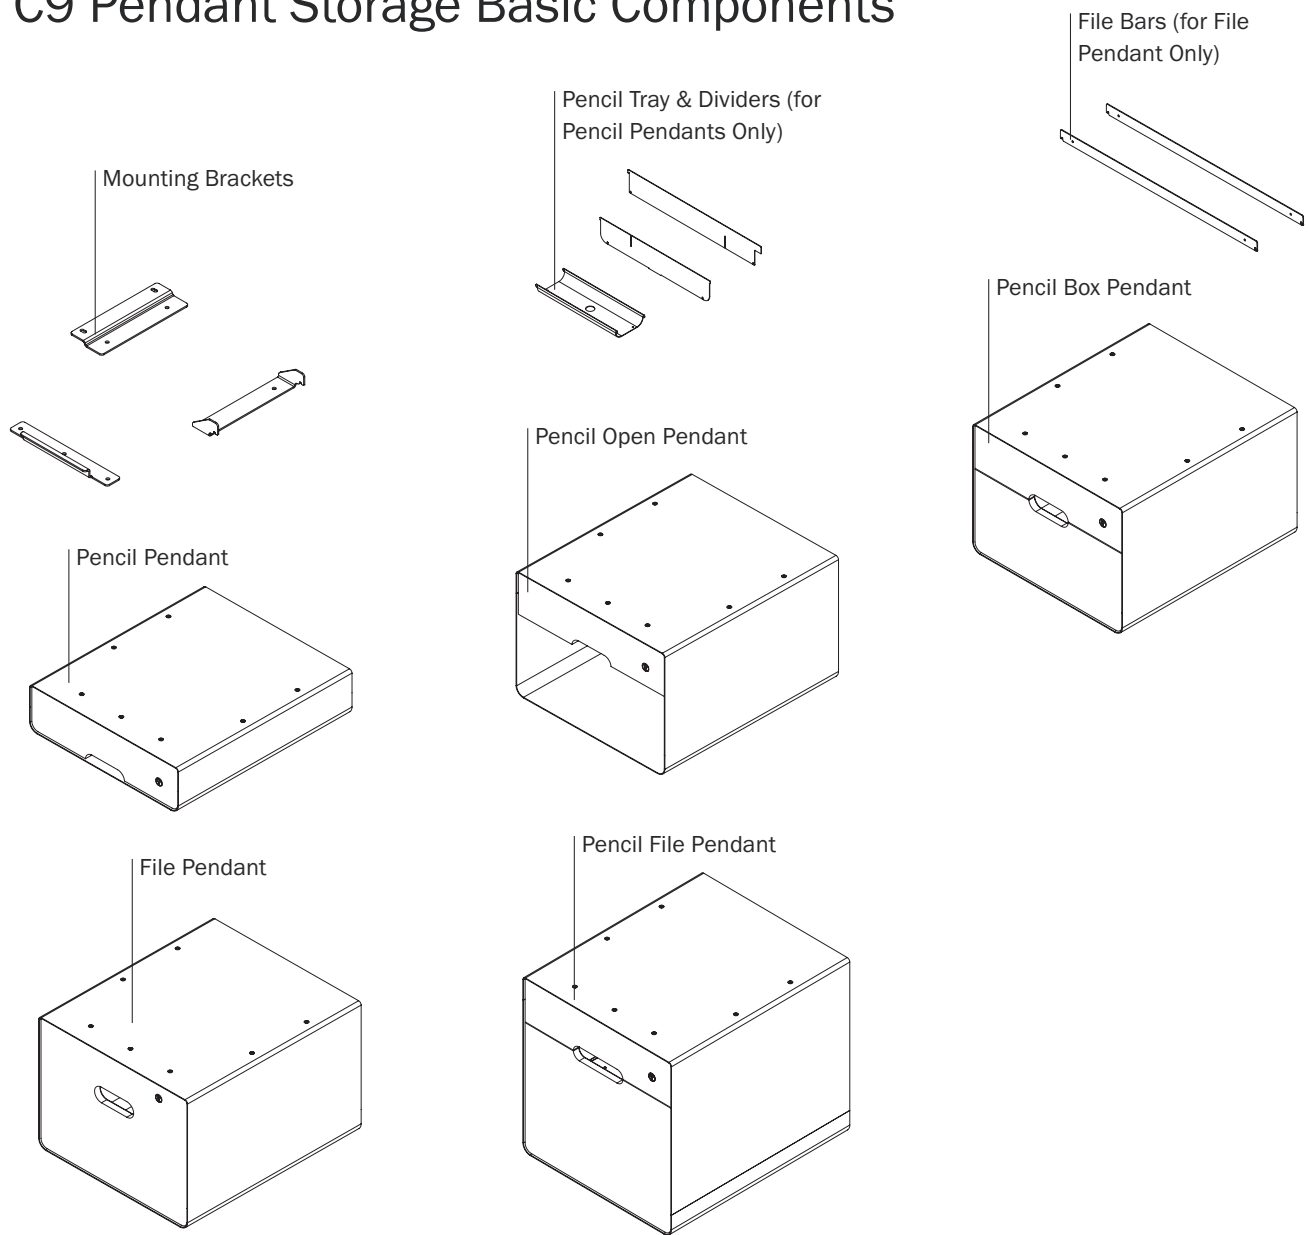 C9 Pendant Storage Basic Components
File Bars (for File
Pendant Only)
Pencil Tray & Dividers (for
Pencil Pendants Only)
Mounting Brackets
Pencil Box Pendant
Pencil Open Pendant
Pencil Pendant
Pencil File Pendant
File Pendant